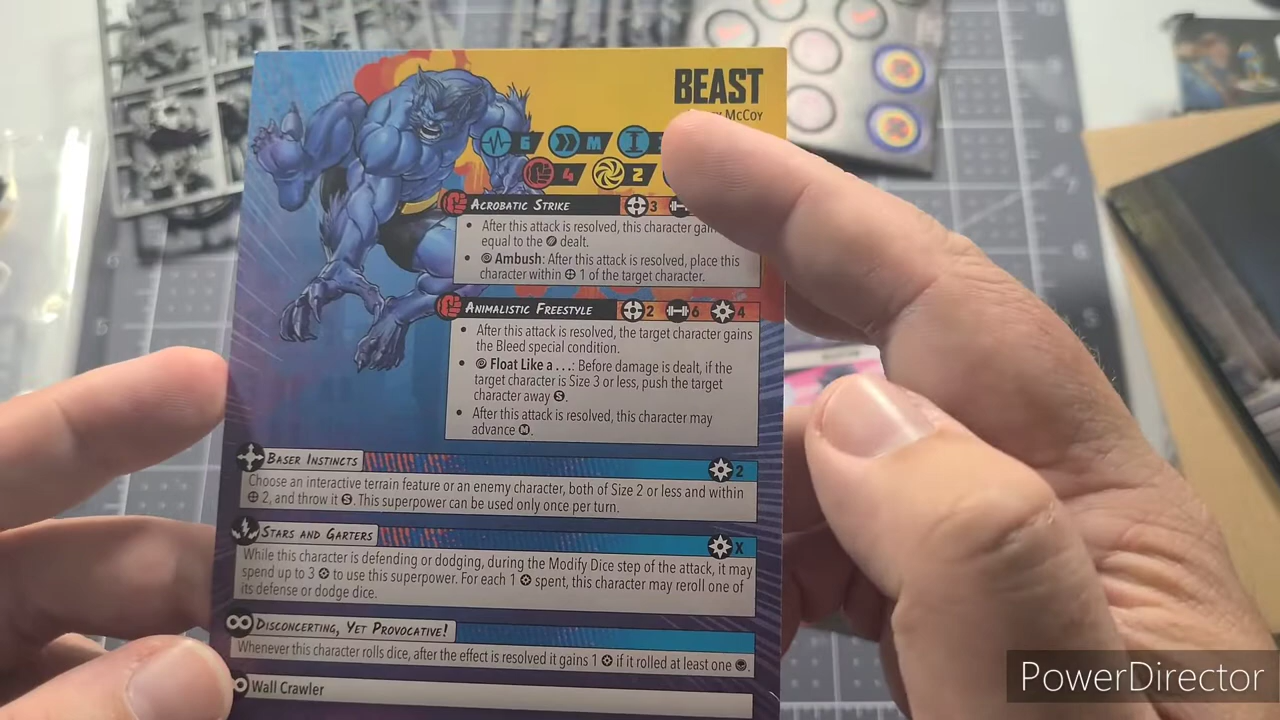 BEAST
McCoy
6 M
4 2
ACROBATIC STRIKE 3
After this attack is resolved, this character
equal to the dealt.
Ambush: After this attack is resolved, place this
character within 1 of the target character.
ANIMALISTIC FREESTYLE 2 6 4
After this attack is resolved, the target character gains
the Bleed special condition.
Float Like a . . . : Before damage is dealt, if the
target character is Size 3 or less, push the target
character away S.
After this attack is resolved, this character may
advance M.
BASER INSTINCTS 2
Choose an interactive terrain feature or an enemy character, both of Size 2 or less and within
2, and throw it S. This superpower can be used only once per turn.
STARS AND GARTERS X
While this character is defending or dodging, during the Modify Dice step of the attack, it may
spend up to 3 to use this superpower. For each 1 spent, this character may reroll one of
its defense or dodge dice.
DISCONCERTING, YET PROVOCATIVE!
Whenever this character rolls dice, after the effect is resolved it gains 1 if it rolled at least one .
Wall Crawler
PowerDirector